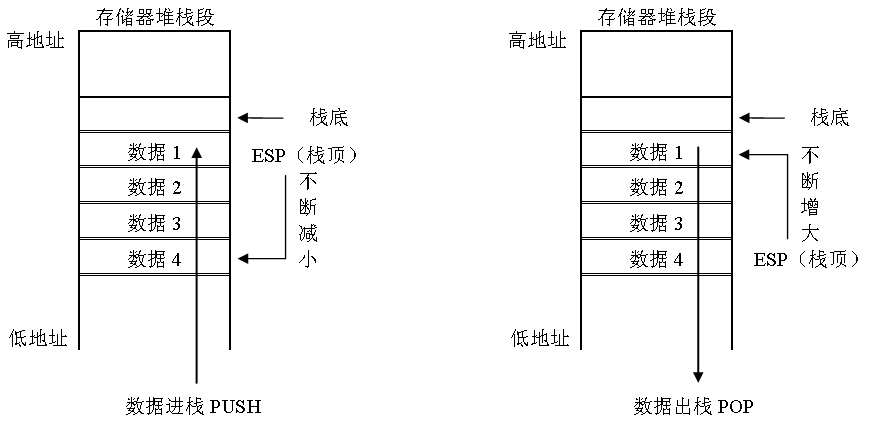 存储器堆栈段
高地址
栈底
数据 1
ESP（栈顶）
数据 2
数据 3
数据 4
不断减小
低地址
数据进栈 PUSH
存储器堆栈段
高地址
栈底
数据 1
数据 2
数据 3
数据 4
不断增大
ESP（栈顶）
低地址
数据出栈 POP